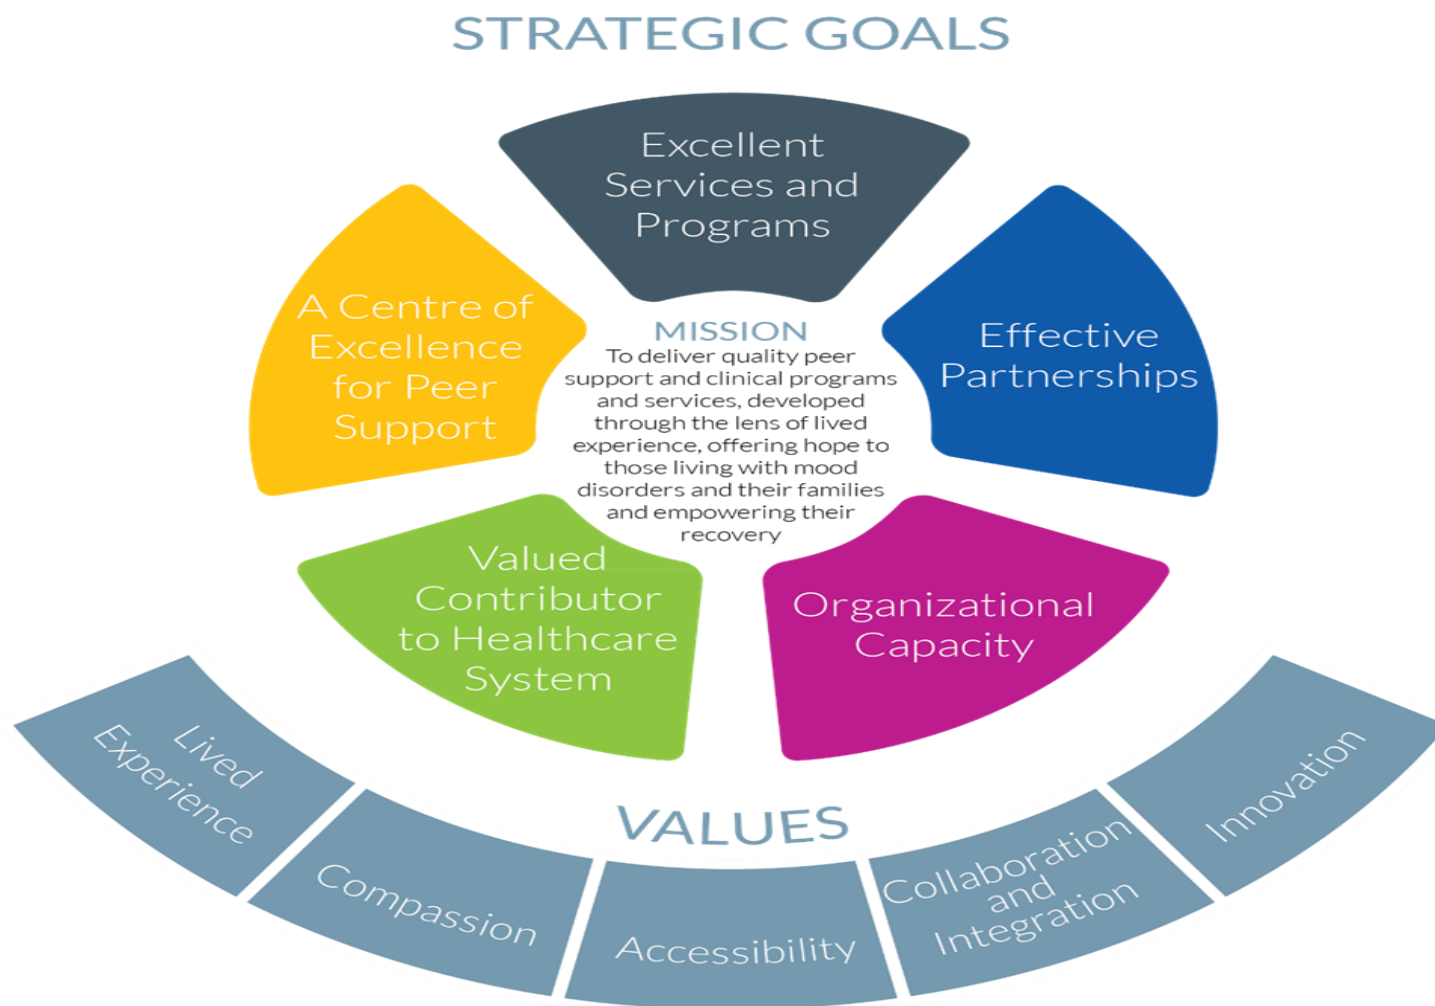 STRATEGIC GOALS
Excellent
Services and
Programs
A Centre of
Excellence
for Peer
Support
Effective
Partnerships
MISSION
To deliver quality peer
support and clinical programs
and services, developed
through the lens of lived
experience, offering hope to
those living with mood
disorders and their families
and empowering their
recovery
Valued
Contributor
to Healthcare
System
Organizational
Capacity
VALUES
Lived
Experience
Compassion
Accessibility
Collaboration
and
Integration
Innovation